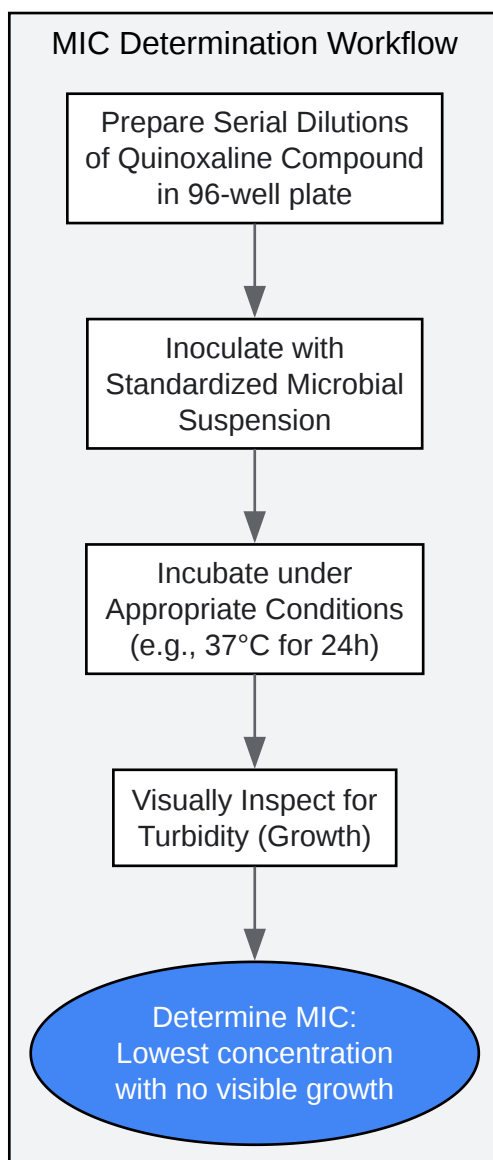 MIC Determination Workflow
Prepare Serial Dilutions
of Quinoxaline Compound
in 96-well plate
Inoculate with
Standardized Microbial
Suspension
Incubate under
Appropriate Conditions
(e.g., 37°C for 24h)
Visually Inspect for
Turbidity (Growth)
Determine MIC:
Lowest concentration
with no visible growth